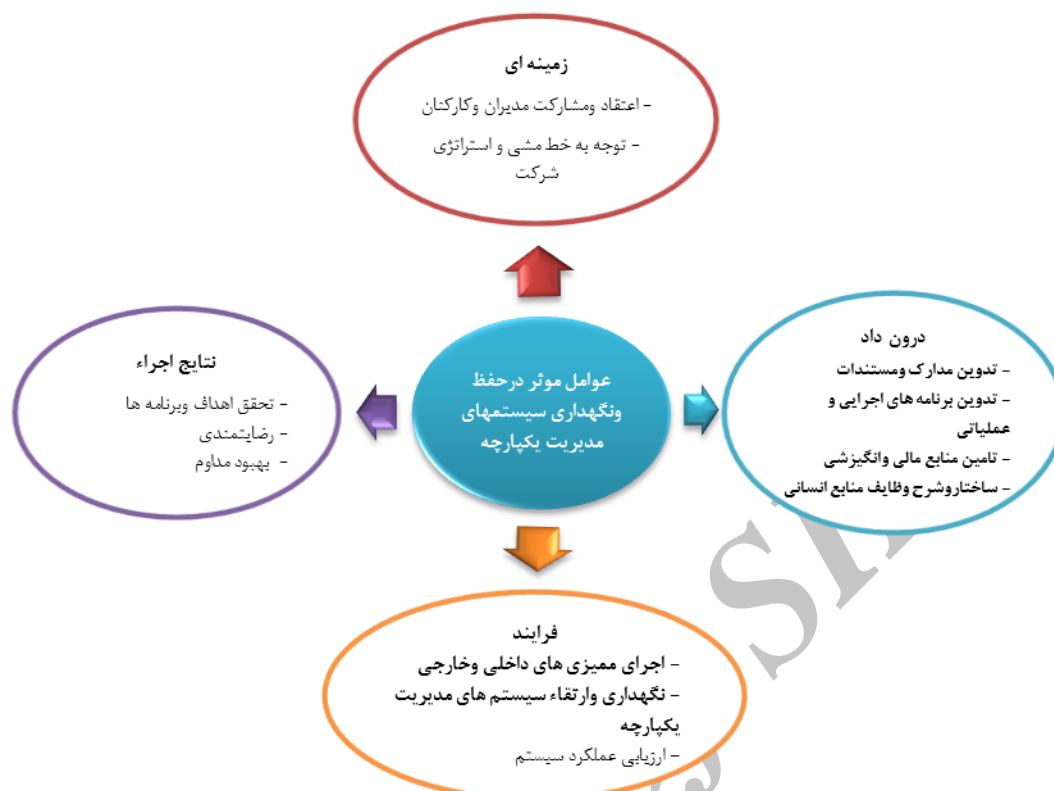 زمینه ای
- اعتقاد ومشارکت مدیران وکارکنان
- توجه به خط مشی و استراتژی
شرکت
درون داد
- تدوین مدارک ومستندات
- تدوین برنامه های اجرایی و
عملیاتی
- تامین منابع مالی وانگیزشی
- ساختاروشرح وظایف منابع انسانی
عوامل موثر درحفظ
ونگهداری سیستمهای
مدیریت یکپارچه
نتایج اجراء
- تحقق اهداف وبرنامه ها
- رضایتمندی
- بهبود مداوم
فرایند
- اجرای ممیزی های داخلی وخارجی
- نگهداری وارتقاء سیستم های مدیریت
یکپارچه
- ارزیابی عملکرد سیستم